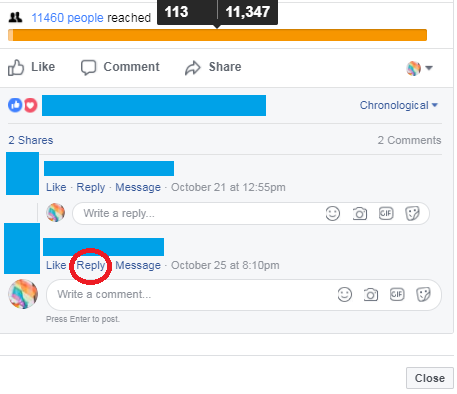 113 11,347
11460 people reached
Like Comment Share
Chronological
2 Shares 2 Comments
Like · Reply · Message · October 21 at 12:55pm
Write a reply... GIF
Like · Reply · Message · October 25 at 8:10pm
Write a comment... GIF
Press Enter to post.
Close